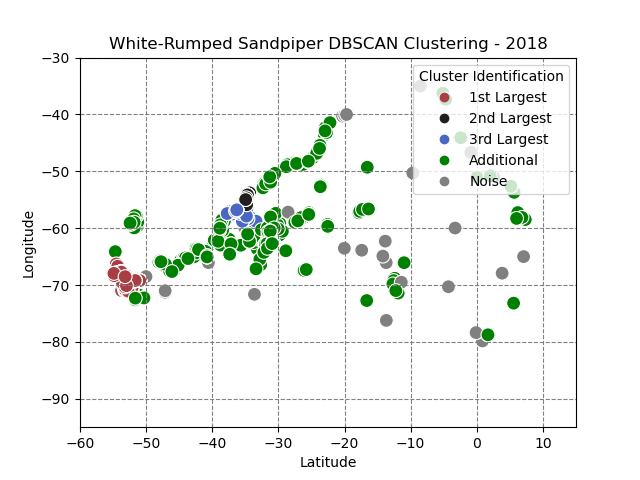 White-Rumped Sandpiper DBSCAN Clustering - 2018
Cluster Identification
1st Largest
2nd Largest
3rd Largest
Additional
Noise
Longitude
−30
−40
−50
−60
−70
−80
−90
−60
−50
−40
−30
−20
−10
0
10
Latitude